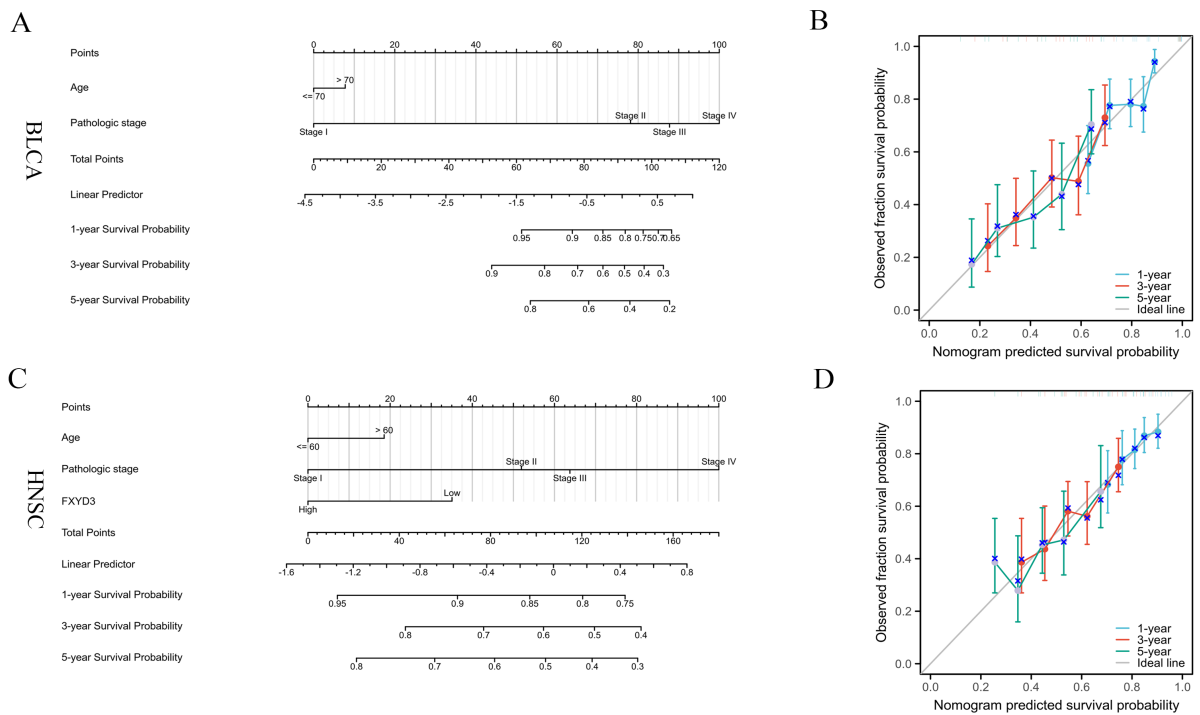 A
BLCA
Points
0 20 40 60 80 100
Age
> 70
<= 70
Pathologic stage
Stage II Stage IV
Stage I Stage III
Total Points
0 20 40 60 80 100 120
Linear Predictor
-4.5 -3.5 -2.5 -1.5 -0.5 0 0.5
1-year Survival Probability
0.95 0.9 0.85 0.8 0.75 0.7 0.65
3-year Survival Probability
0.9 0.8 0.7 0.6 0.5 0.4 0.3
5-year Survival Probability
0.8 0.6 0.4 0.2
B
Observed fraction survival probability
1.0
0.8
0.6
0.4
0.2
0.0
1-year
3-year
5-year
Ideal line
0.0 0.2 0.4 0.6 0.8 1.0
Nomogram predicted survival probability
C
HNSC
Points
0 20 40 60 80 100
Age
> 60
<= 60
Pathologic stage
Stage II Stage IV
Stage I Stage III
FXYD3
Low
High
Total Points
0 40 80 120 160
Linear Predictor
-1.6 -1.2 -0.8 -0.4 0 0.4 0.8
1-year Survival Probability
0.95 0.9 0.85 0.8 0.75
3-year Survival Probability
0.8 0.7 0.6 0.5 0.4
5-year Survival Probability
0.8 0.7 0.6 0.5 0.4 0.3
D
Observed fraction survival probability
1.0
0.8
0.6
0.4
0.2
0.0
1-year
3-year
5-year
Ideal line
0.0 0.2 0.4 0.6 0.8 1.0
Nomogram predicted survival probability